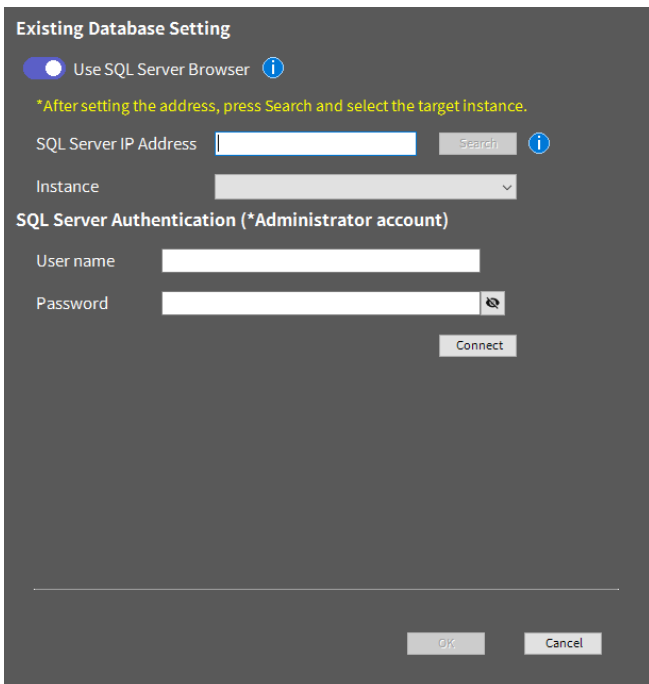 Existing Database Setting
Use SQL Server Browser
*After setting the address, press Search and select the target instance.
SQL Server IP Address
Search
Instance
SQL Server Authentication (*Administrator account)
User name
Password
Connect
OK
Cancel